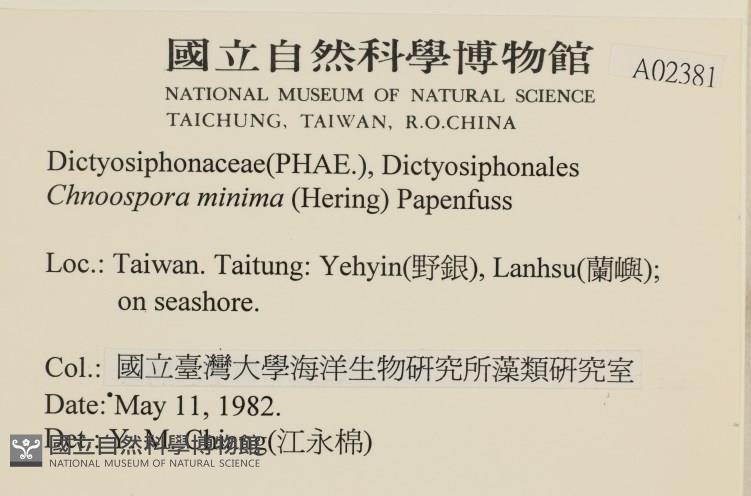 國立自然科學博物館
A02381
NATIONAL MUSEUM OF NATURAL SCIENCE
TAICHUNG, TAIWAN, R.O.CHINA
Dictyosiphonaceae(PHAE.), Dictyosiphonales
Chnoospora minima (Hering) Papenfuss
Loc.: Taiwan. Taitung: Yehyin(野銀), Lanhsu(蘭嶼);
on seashore.
Col.: 國立臺灣大學海洋生物研究所藻類研究室
Date: May 11, 1982.
Det.: Y. M. Chiang(江永棉)
國立自然科學博物館
NATIONAL MUSEUM OF NATURAL SCIENCE